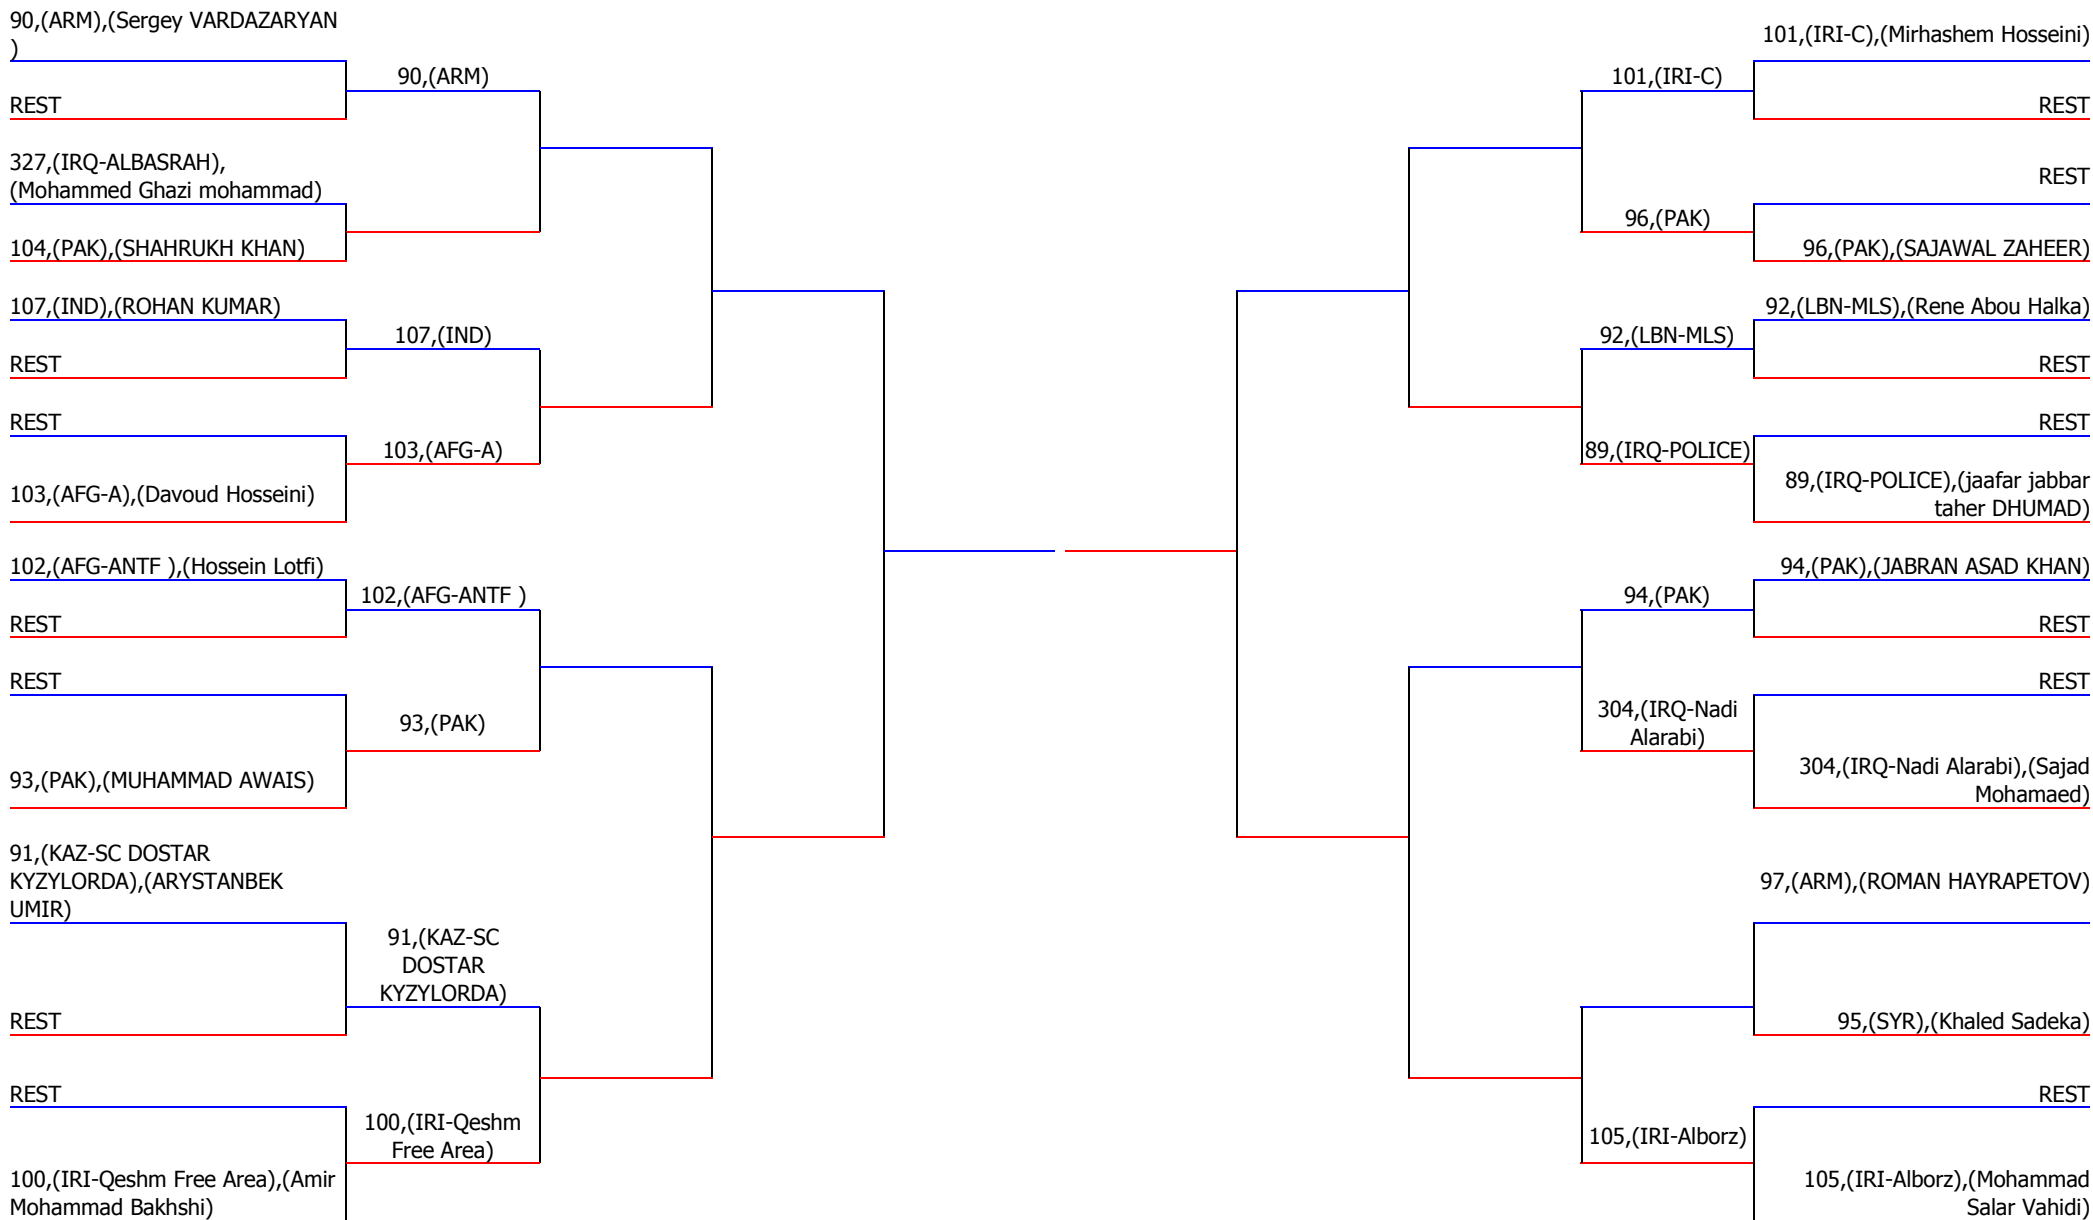 90,(ARM),(Sergey VARDAZARYAN
)
90,(ARM)
REST
327,(IRQ-ALBASRAH),
(Mohammed Ghazi mohammad)
104,(PAK),(SHAHRUKH KHAN)
107,(IND),(ROHAN KUMAR)
107,(IND)
REST
REST
103,(AFG-A)
103,(AFG-A),(Davoud Hosseini)
102,(AFG-ANTF ),(Hossein Lotfi)
102,(AFG-ANTF )
REST
REST
93,(PAK)
93,(PAK),(MUHAMMAD AWAIS)
91,(KAZ-SC DOSTAR
KYZYLORDA),(ARYSTANBEK
UMIR)
91,(KAZ-SC
DOSTAR
KYZYLORDA)
REST
REST
100,(IRI-Qeshm
Free Area)
100,(IRI-Qeshm Free Area),(Amir
Mohammad Bakhshi)
101,(IRI-C),(Mirhashem Hosseini)
101,(IRI-C)
REST
REST
96,(PAK)
96,(PAK),(SAJAWAL ZAHEER)
92,(LBN-MLS),(Rene Abou Halka)
92,(LBN-MLS)
REST
REST
89,(IRQ-POLICE)
89,(IRQ-POLICE),(jaafar jabbar
taher DHUMAD)
94,(PAK),(JABRAN ASAD KHAN)
94,(PAK)
REST
REST
304,(IRQ-Nadi
Alarabi)
304,(IRQ-Nadi Alarabi),(Sajad
Mohamaed)
97,(ARM),(ROMAN HAYRAPETOV)
95,(SYR),(Khaled Sadeka)
REST
105,(IRI-Alborz)
105,(IRI-Alborz),(Mohammad
Salar Vahidi)